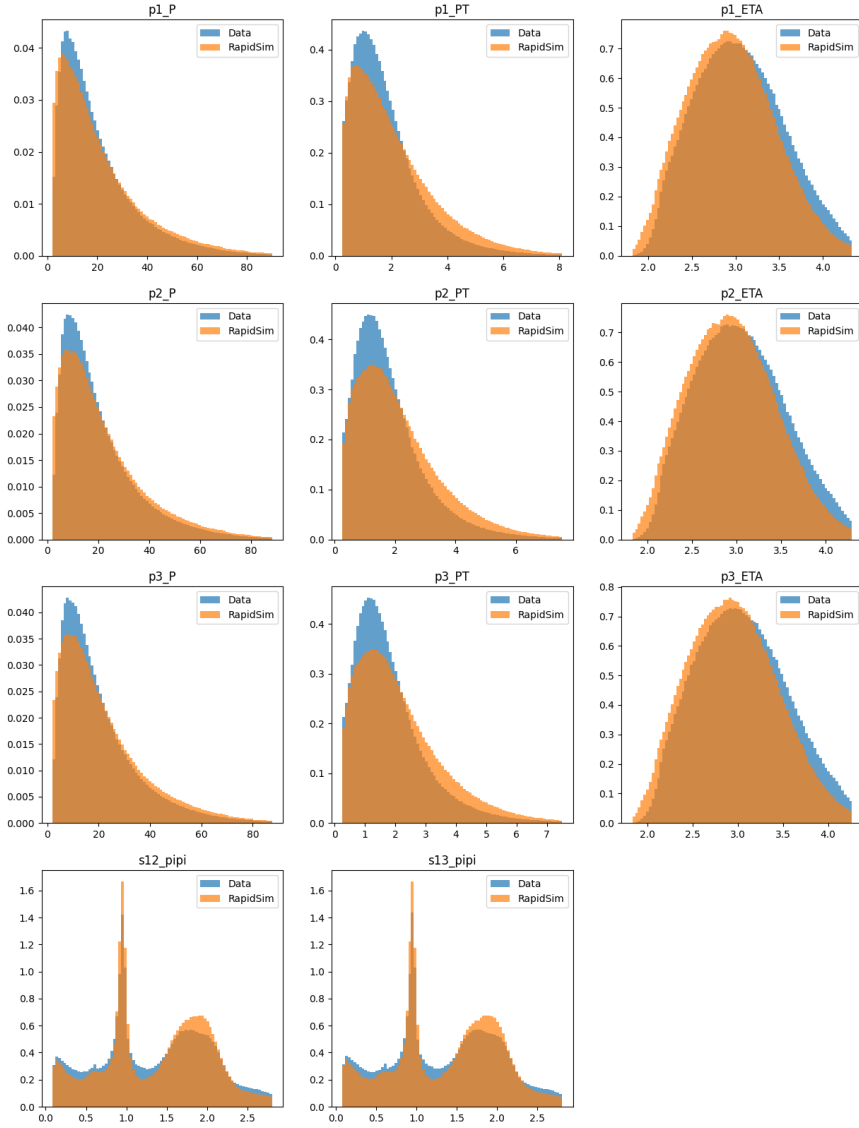 p1_P
Data
RapidSim
0.04
0.03
0.02
0.01
0.00
0 20 40 60 80
p1_PT
Data
RapidSim
0.4
0.3
0.2
0.1
0.0
0 2 4 6 8
p1_ETA
Data
RapidSim
0.7
0.6
0.5
0.4
0.3
0.2
0.1
0.0
2.0 2.5 3.0 3.5 4.0
p2_P
Data
RapidSim
0.040
0.035
0.030
0.025
0.020
0.015
0.010
0.005
0.000
0 20 40 60 80
p2_PT
Data
RapidSim
0.4
0.3
0.2
0.1
0.0
0 2 4 6
p2_ETA
Data
RapidSim
0.7
0.6
0.5
0.4
0.3
0.2
0.1
0.0
2.0 2.5 3.0 3.5 4.0
p3_P
Data
RapidSim
0.040
0.035
0.030
0.025
0.020
0.015
0.010
0.005
0.000
0 20 40 60 80
p3_PT
Data
RapidSim
0.4
0.3
0.2
0.1
0.0
0 1 2 3 4 5 6 7
p3_ETA
Data
RapidSim
0.8
0.7
0.6
0.5
0.4
0.3
0.2
0.1
0.0
2.0 2.5 3.0 3.5 4.0
s12_pipi
Data
RapidSim
1.6
1.4
1.2
1.0
0.8
0.6
0.4
0.2
0.0
0.0 0.5 1.0 1.5 2.0 2.5
s13_pipi
Data
RapidSim
1.6
1.4
1.2
1.0
0.8
0.6
0.4
0.2
0.0
0.0 0.5 1.0 1.5 2.0 2.5